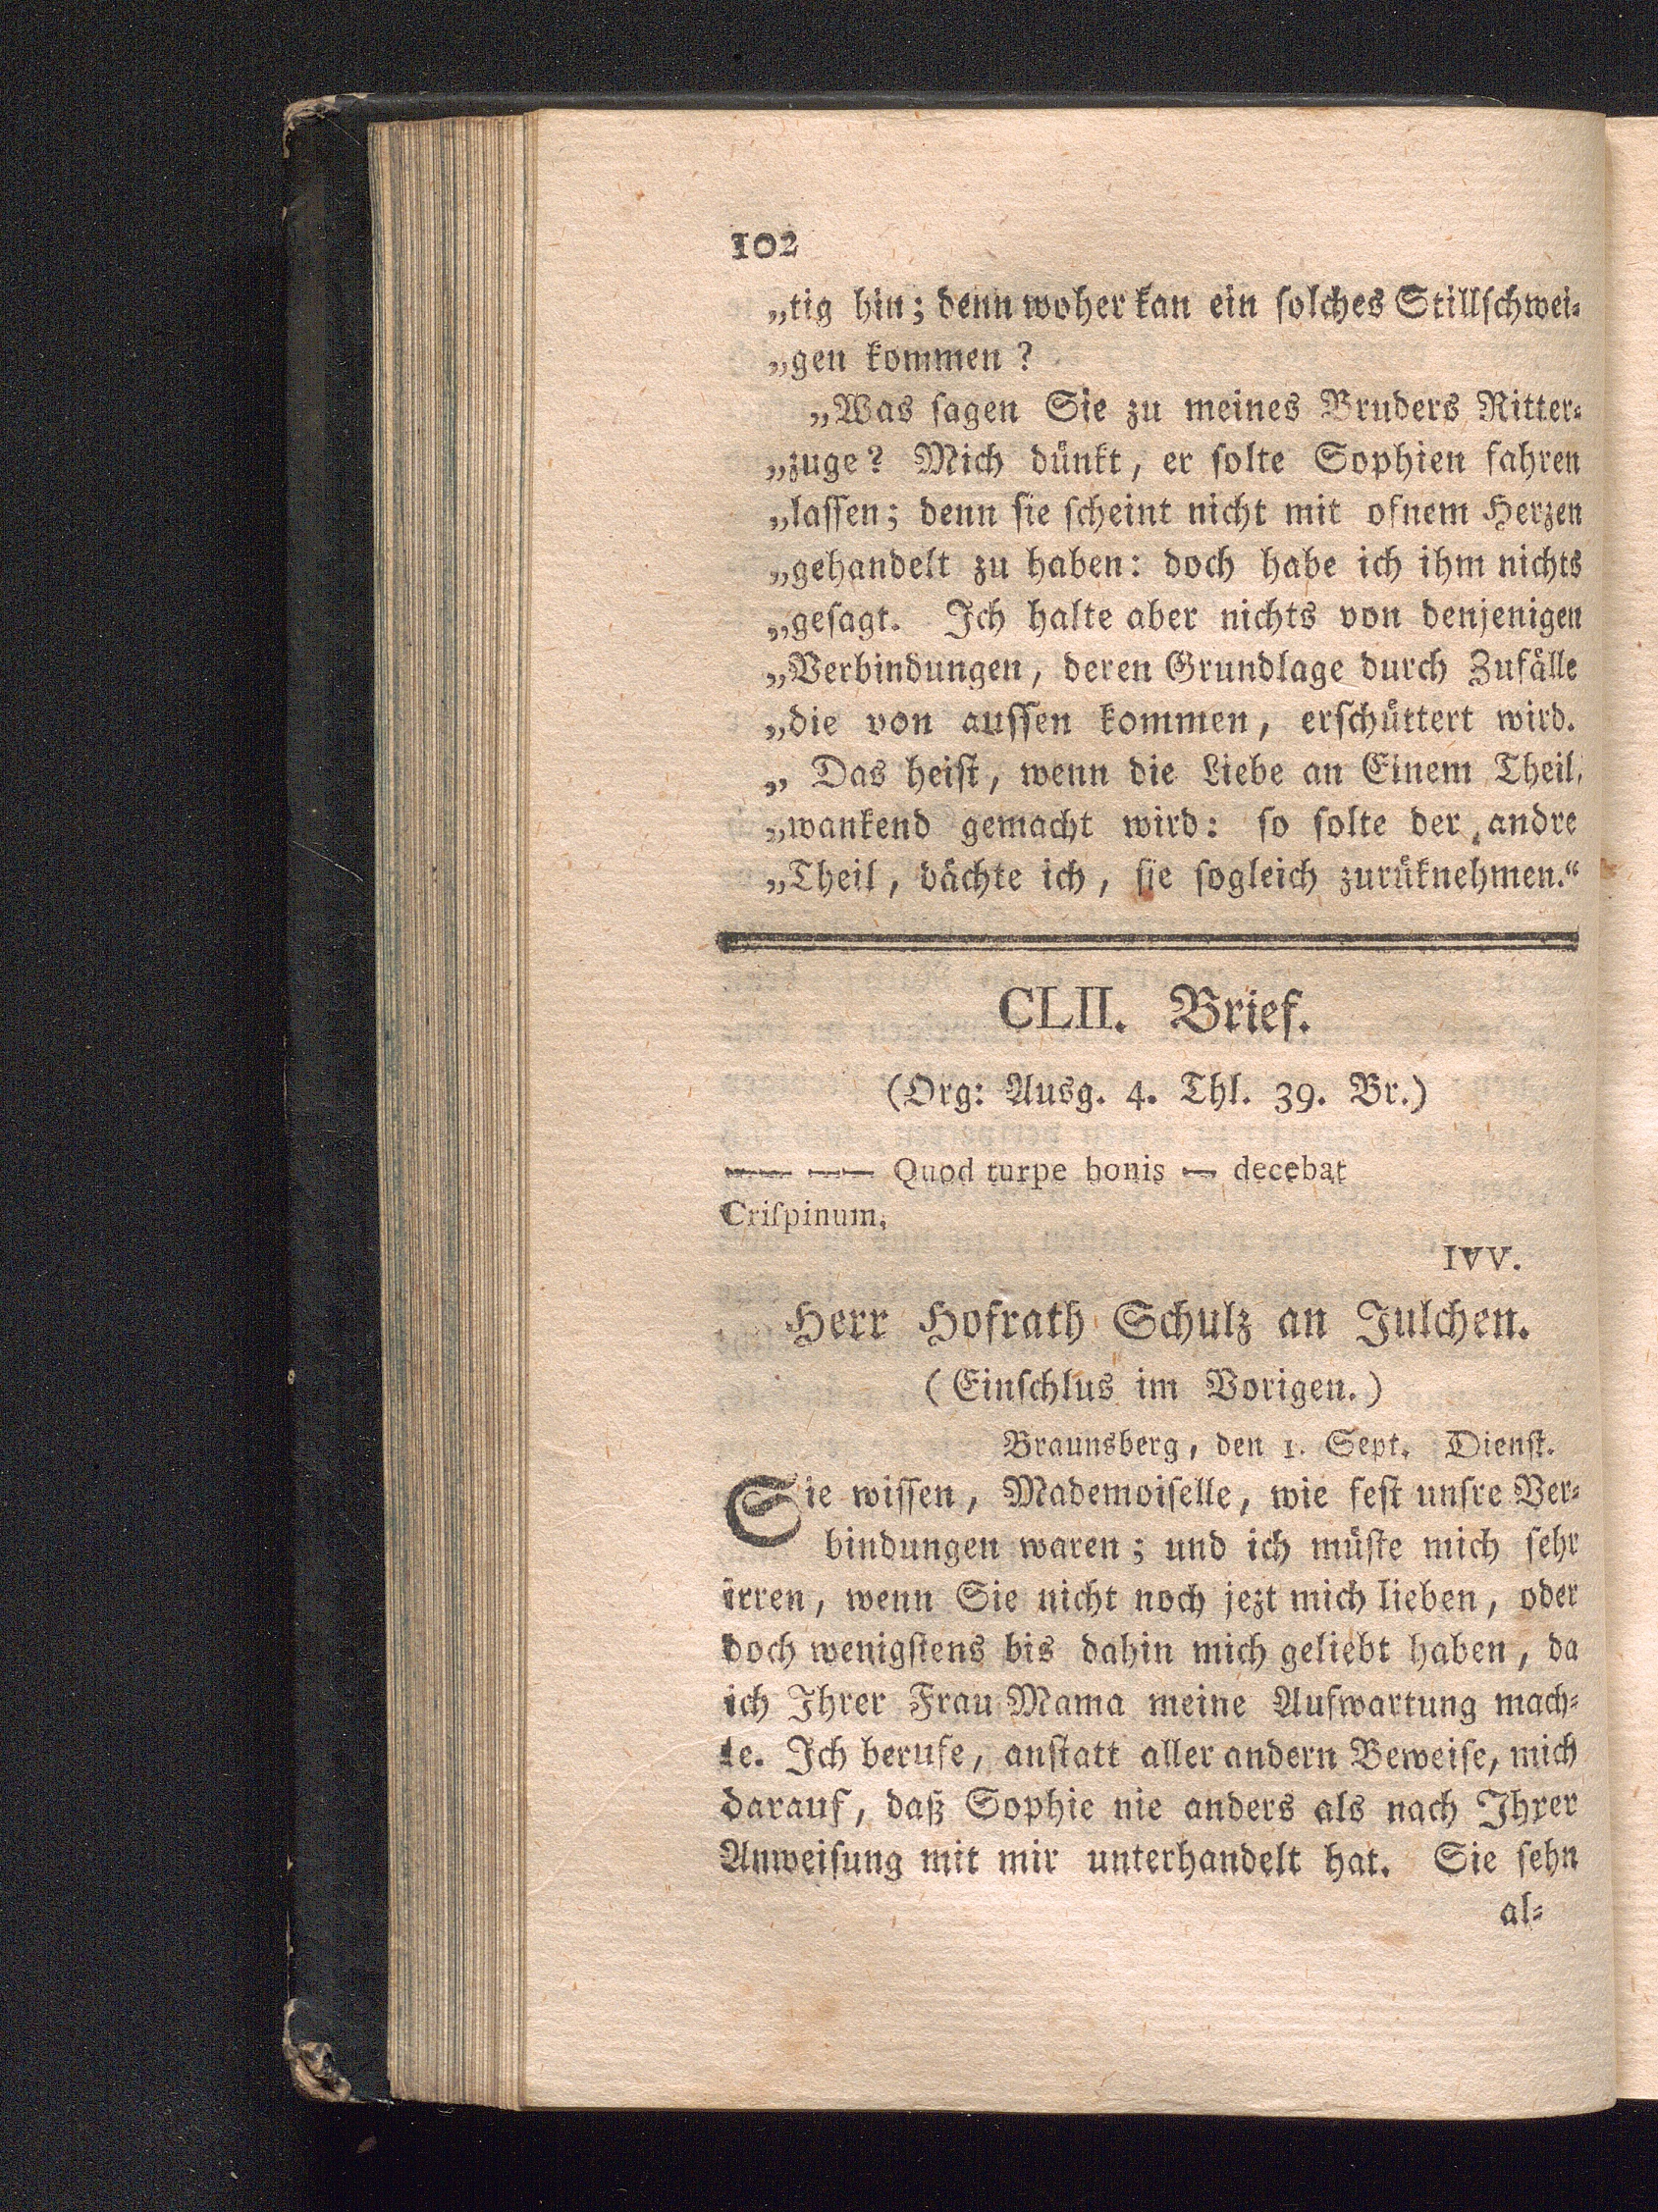 102
„tig hin; denn woher kan ein ſolches Stillſchwei-
„gen kommen?
„Was ſagen Sie zu meines Bruders Ritter-
„zuge? Mich dünkt, er ſolte Sophien fahren
„laſſen; denn ſie ſcheint nicht mit ofnem Herzen
„gehandelt zu haben: doch habe ich ihm nichts
„geſagt. Ich halte aber nichts von denjenigen
„Verbindungen, deren Grundlage durch Zufälle
„die von auſſen kommen, erſchüttert wird.
„ Das heiſt, wenn die Liebe an Einem Theil,
„wankend gemacht wird: ſo ſolte der andre
„Theil, dächte ich, ſie ſogleich zurüknehmen.“
CLII. Brief.
(Org: Ausg. 4. Thl. 39. Br.)
—— —— Quod turpe bonis — decebat
Criſpinum,
IVV.
Herr Hofrath Schulz an Julchen.
(Einſchlus im Vorigen.)
Braunsberg, den 1. Sept. Dienſt.
Sie wiſſen, Mademoiſelle, wie feſt unſre Ver-
bindungen waren; und ich müſte mich ſehr
irren, wenn Sie nicht noch jezt mich lieben, oder
doch wenigſtens bis dahin mich geliebt haben, da
ich Ihrer Frau Mama meine Aufwartung mach-
te. Ich berufe, anſtatt aller andern Beweiſe, mich
darauf, daß Sophie nie anders als nach Ihrer
Anweiſung mit mir unterhandelt hat. Sie ſehn
al-